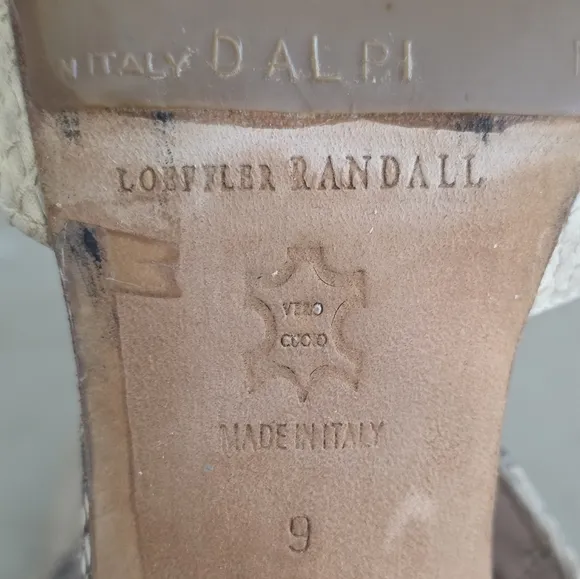 N ITALY DALPI
LOEFFLER RANDALL
VERO
CUOIO
MADE IN ITALY
9